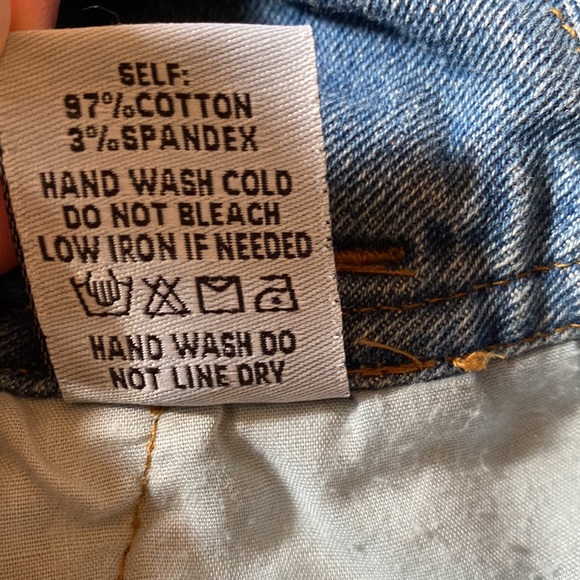 SELF:
97%COTTON
3%SPANDEX
HAND WASH COLD
DO NOT BLEACH
LOW IRON IF NEEDED
HAND WASH DO
NOT LINE DRY